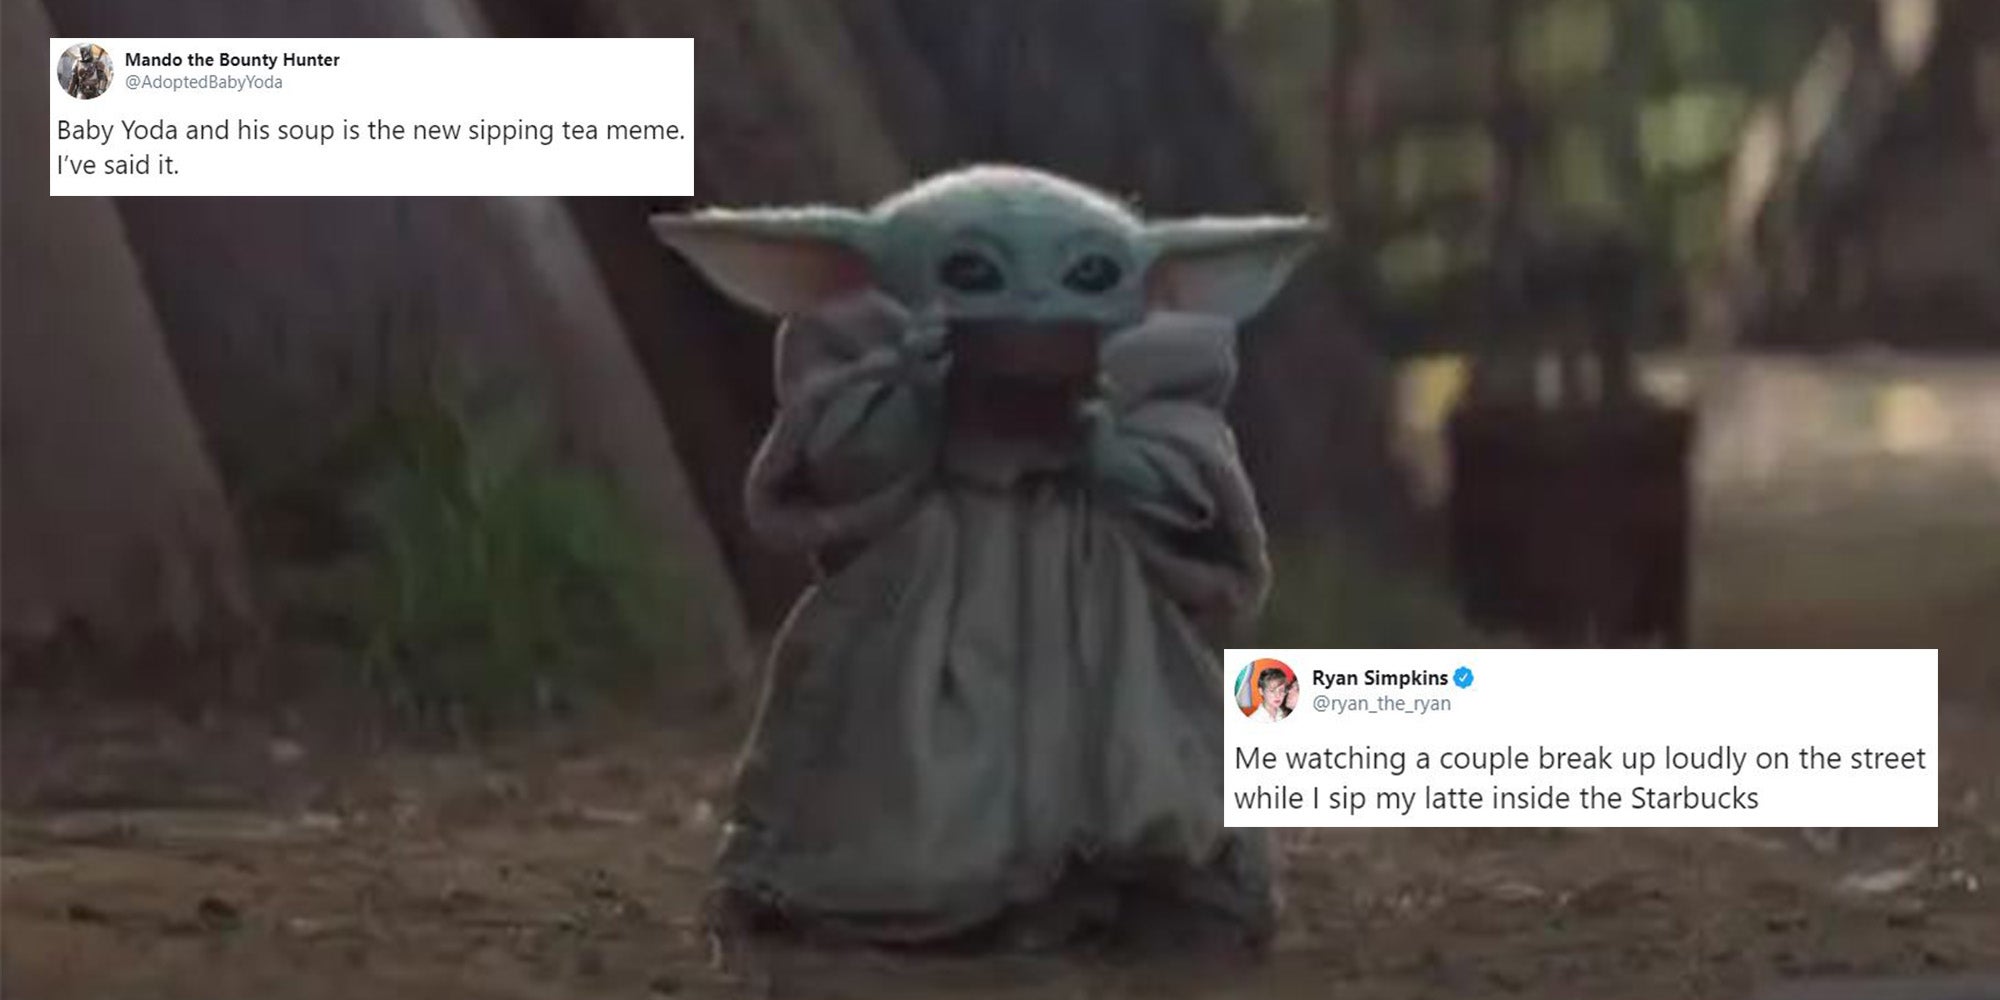 Mando the Bounty Hunter
@AdoptedBabyYoda
Baby Yoda and his soup is the new sipping tea meme.
I've said it.
Ryan Simpkins
@ryan_the_ryan
Me watching a couple break up loudly on the street
while I sip my latte inside the Starbucks